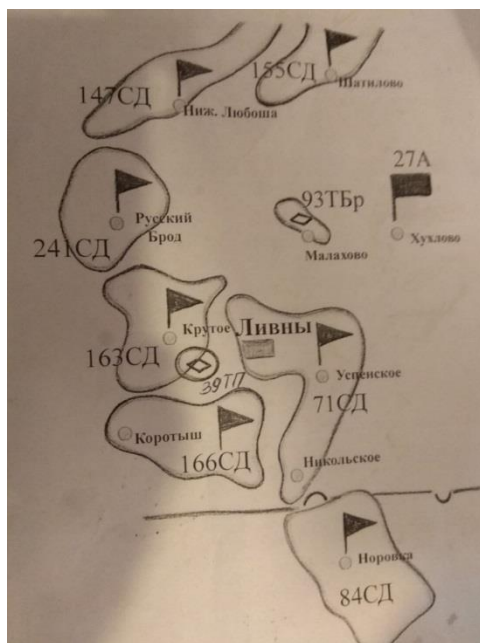 155СД
Шатилово
147СД
Ниж. Любоша
27А
93ТБр
Русский
Брод
Хухлово
241СД
Малахово
Ливны
Крутое
163СД
Успенское
39ТП
71СД
Коротыш
166СД
Никольское
Норовка
84СД